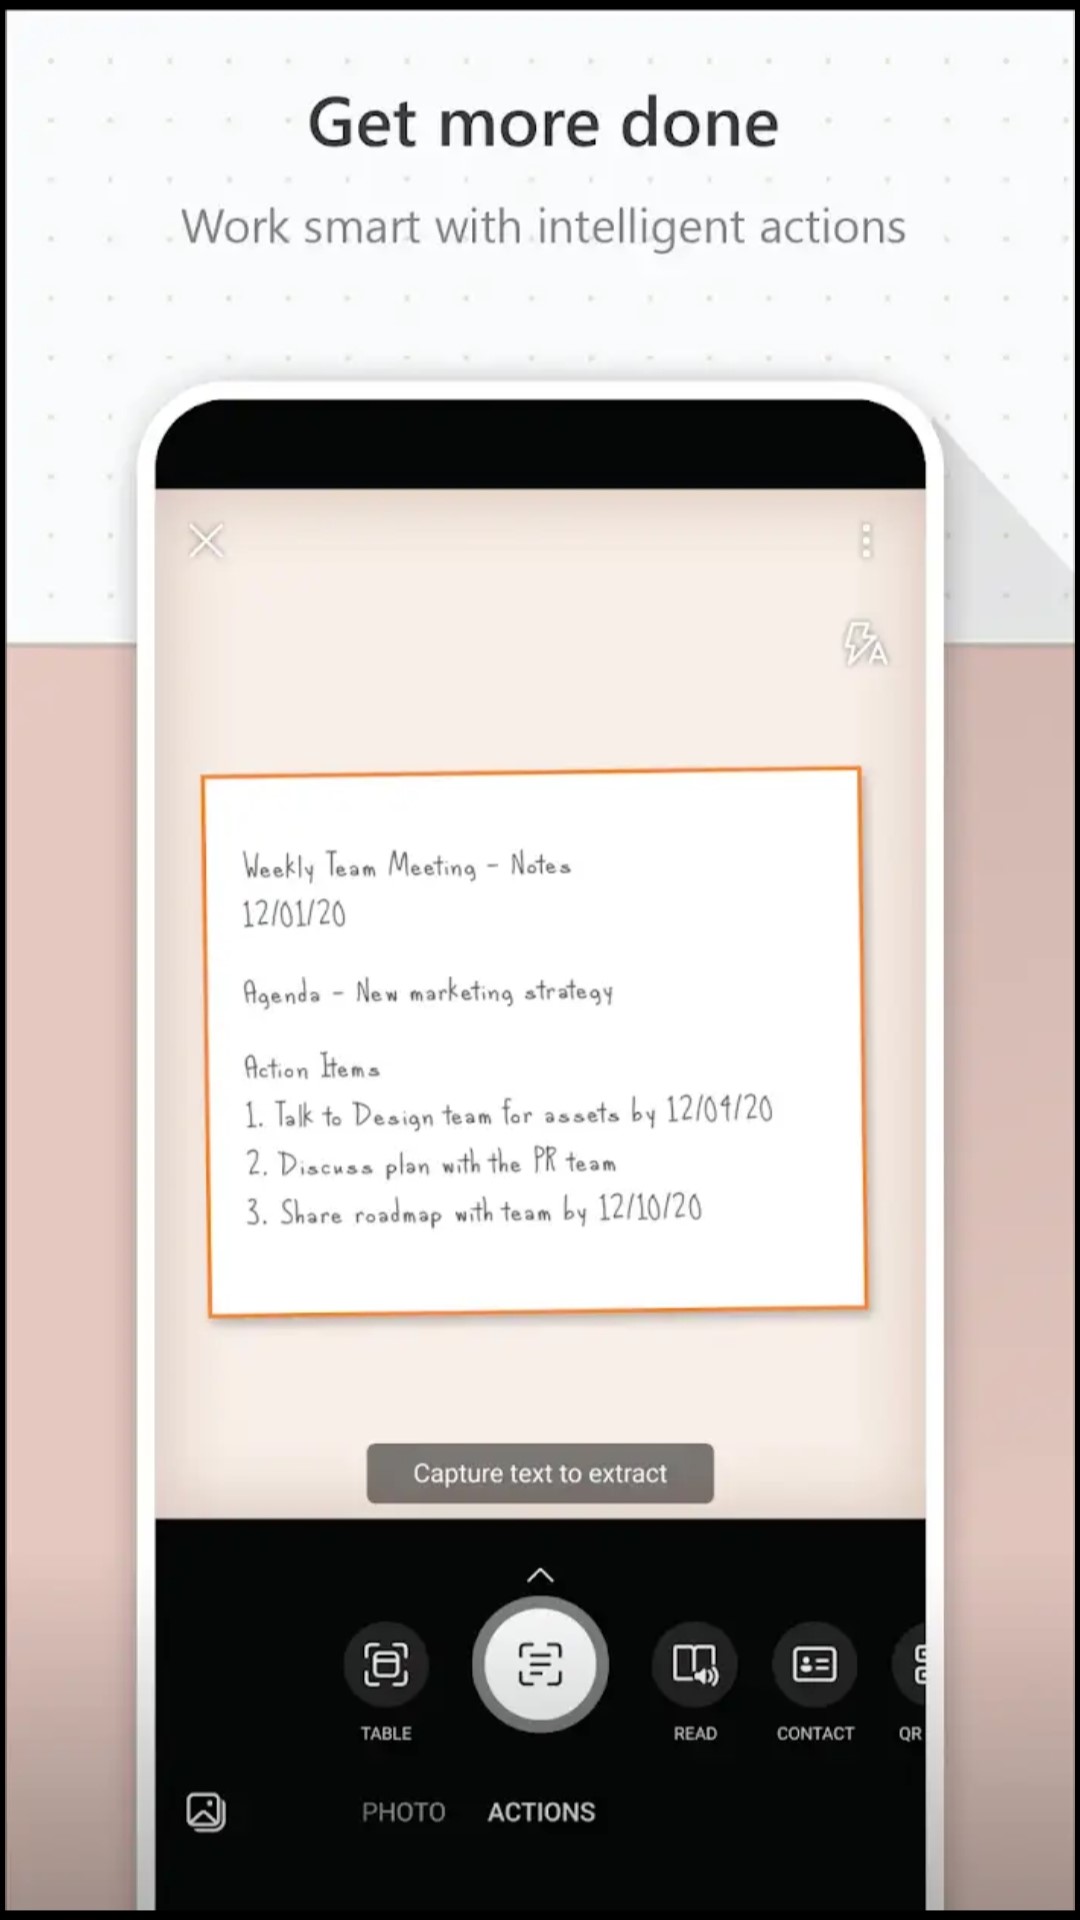 Get more done
Work smart with intelligent actions
Weekly Team Meeting - Notes
12/01/20
Agenda - New marketing strategy
Action Items
1. Talk to Design team for assets by 12/04/20
2. Discuss plan with the PR team
3. Share roadmap with team by 12/10/20
Capture text to extract
TABLE
READ
CONTACT
QR
PHOTO
ACTIONS